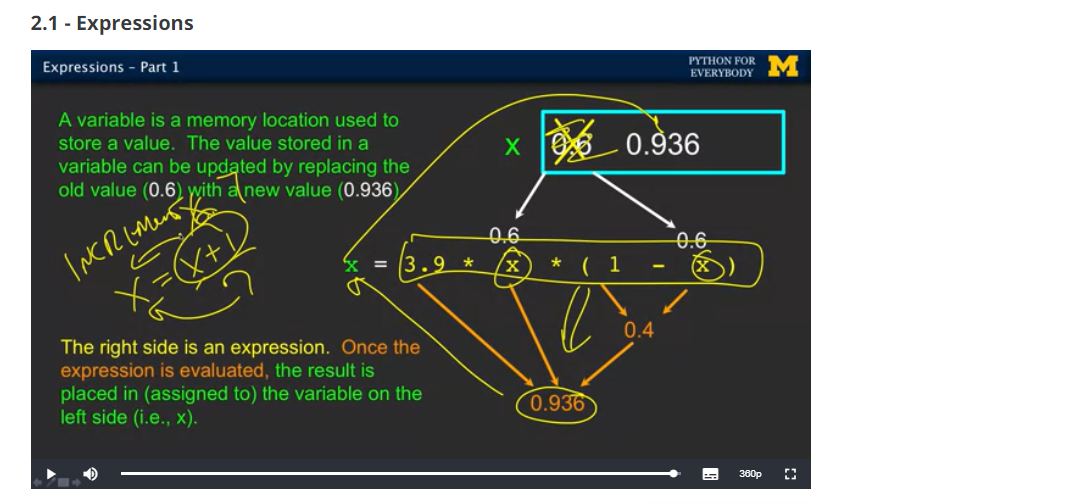 2.1 - Expressions
Expressions – Part 1
PYTHON FOR
EVERYBODY
M
A variable is a memory location used to
store a value. The value stored in a
variable can be updated by replacing the
old value (0.6) with a new value (0.936).
x
0.6 0.936
0.6 0.6
x = 3.9 * x * ( 1 - x )
INCREMENT
x = x+1
0.4
The right side is an expression. Once the
expression is evaluated, the result is
placed in (assigned to) the variable on the
left side (i.e., x).
0.936
360p